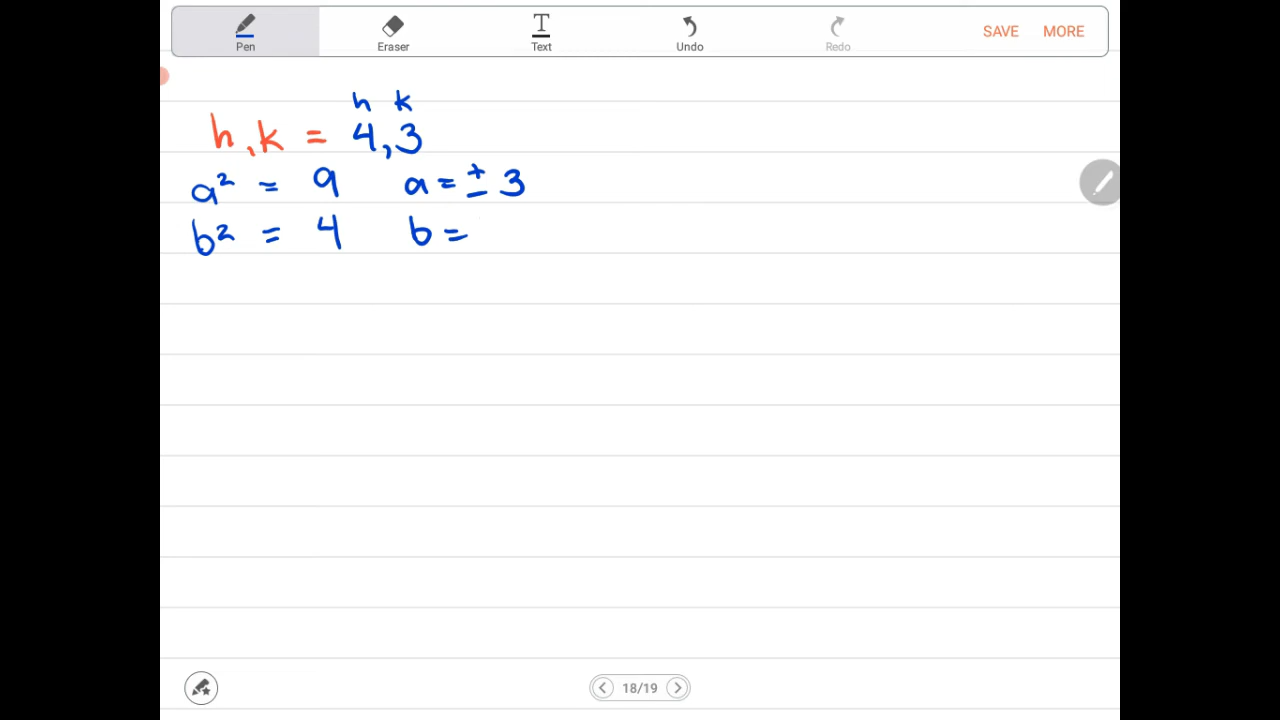 Pen Eraser Text Undo Redo SAVE MORE
h k
h, k = 4, 3
a² = 9 a = ± 3
b² = 4 b =
18/19